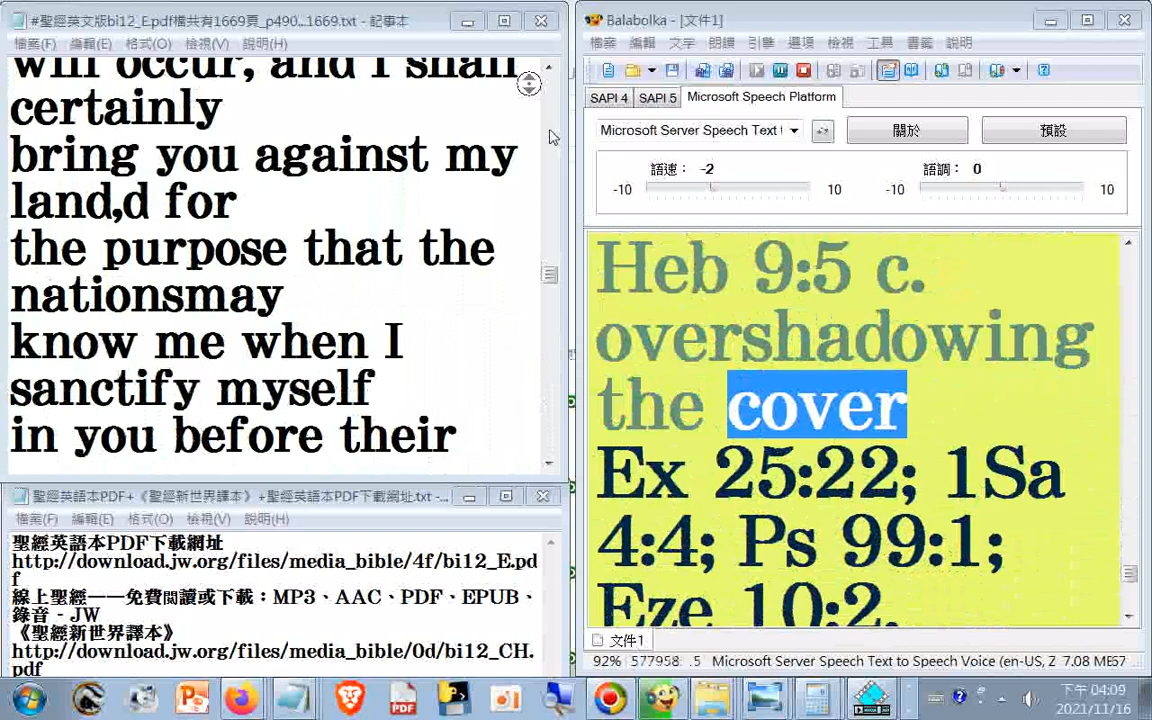 #聖經英文版bi12_E.pdf檔共有1669頁_p490...1669.txt - 記事本
檔案(F) 編輯(E) 格式(O) 檢視(V) 說明(H)
will occur, and I shall
certainly
bring you against my
land,d for
the purpose that the
nationsmay
know me when I
sanctify myself
in you before their
聖經英語本PDF+《聖經新世界譯本》+聖經英語本PDF下載網址.txt - ...
檔案(F) 編輯(E) 格式(O) 檢視(V) 說明(H)
聖經英語本PDF下載網址
http://download.jw.org/files/media_bible/4f/bi12_E.pd
f
線上聖經——免費閱讀或下載：MP3、AAC、PDF、EPUB、
錄音 - JW
《聖經新世界譯本》
http://download.jw.org/files/media_bible/0d/bi12_CH.
pdf
Balabolka - [文件1]
檔案 編輯 文字 朗讀 引擎 選項 檢視 工具 書籤 說明
SAPI 4 SAPI 5 Microsoft Speech Platform
Microsoft Server Speech Text 關於 預設
語速： -2 語調： 0
-10 10 -10 10
Heb 9:5 c.
overshadowing
the cover
Ex 25:22; 1Sa
4:4; Ps 99:1;
Eze 10:2.
文件1
92% 577958 .5 Microsoft Server Speech Text to Speech Voice (en-US, Z 7.08 ME67
PDF
下午 04:09
2021/11/16